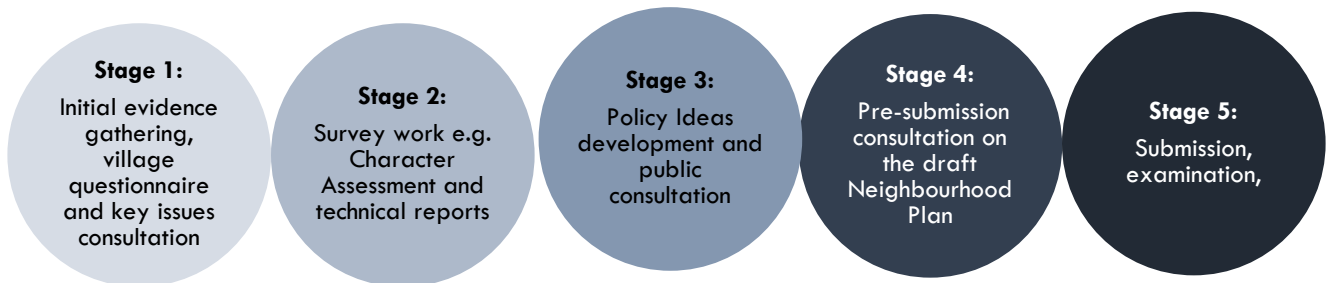 Stage 1:
Initial evidence
gathering,
village
questionnaire
and key issues
consultation
Stage 2:
Survey work e.g.
Character
Assessment and
technical reports
Stage 3:
Policy Ideas
development and
public
consultation
Stage 4:
Pre-submission
consultation on
the draft
Neighbourhood
Plan
Stage 5:
Submission,
examination,